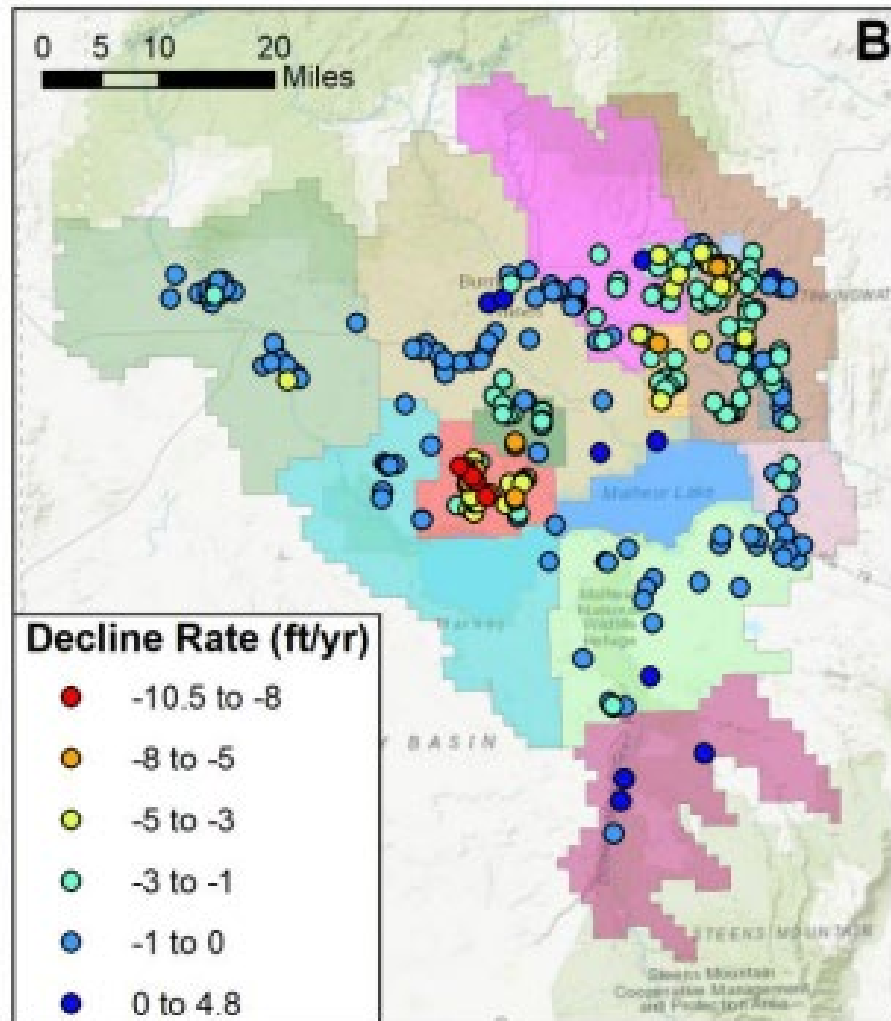 B
0 5 10 20
Miles
Burns
Malheur Lake
Malheur
National
Wildlife
Refuge
Harney
BASIN
Decline Rate (ft/yr)
-10.5 to -8
-8 to -5
-5 to -3
-3 to -1
-1 to 0
0 to 4.8
STEENS MOUNTAIN
Steens Mountain
Cooperative Management
and Protection Area